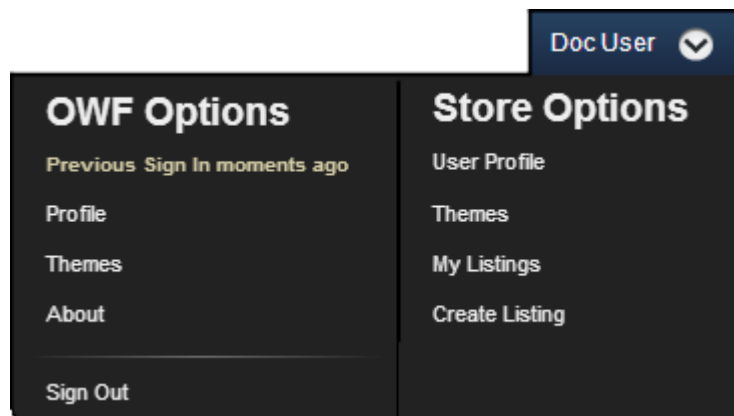 Doc User
OWF Options
Previous Sign In moments ago
Profile
Themes
About
Sign Out
Store Options
User Profile
Themes
My Listings
Create Listing